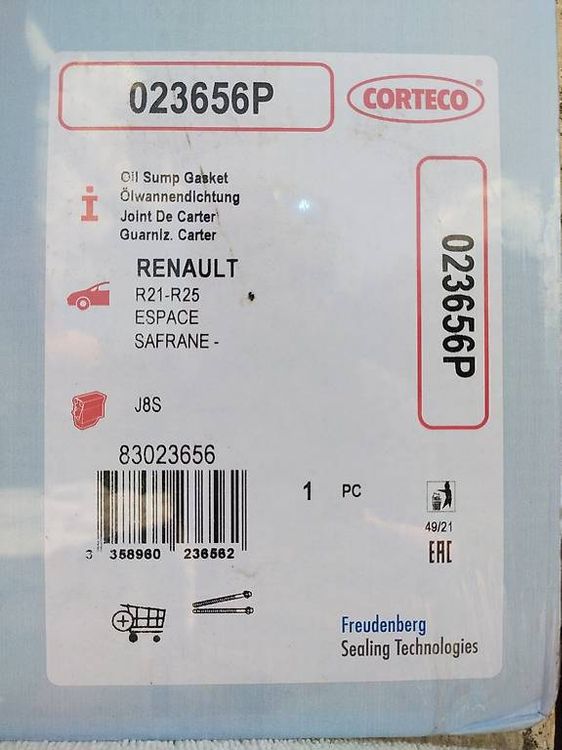 023656P
CORTECO®
Oil Sump Gasket
Ölwannendichtung
Joint De Carter
Guarniz. Carter
023656P
RENAULT
R21-R25
ESPACE
SAFRANE -
J8S
83023656
1 PC
3 358960 236562
49/21
EAC
Freudenberg
Sealing Technologies